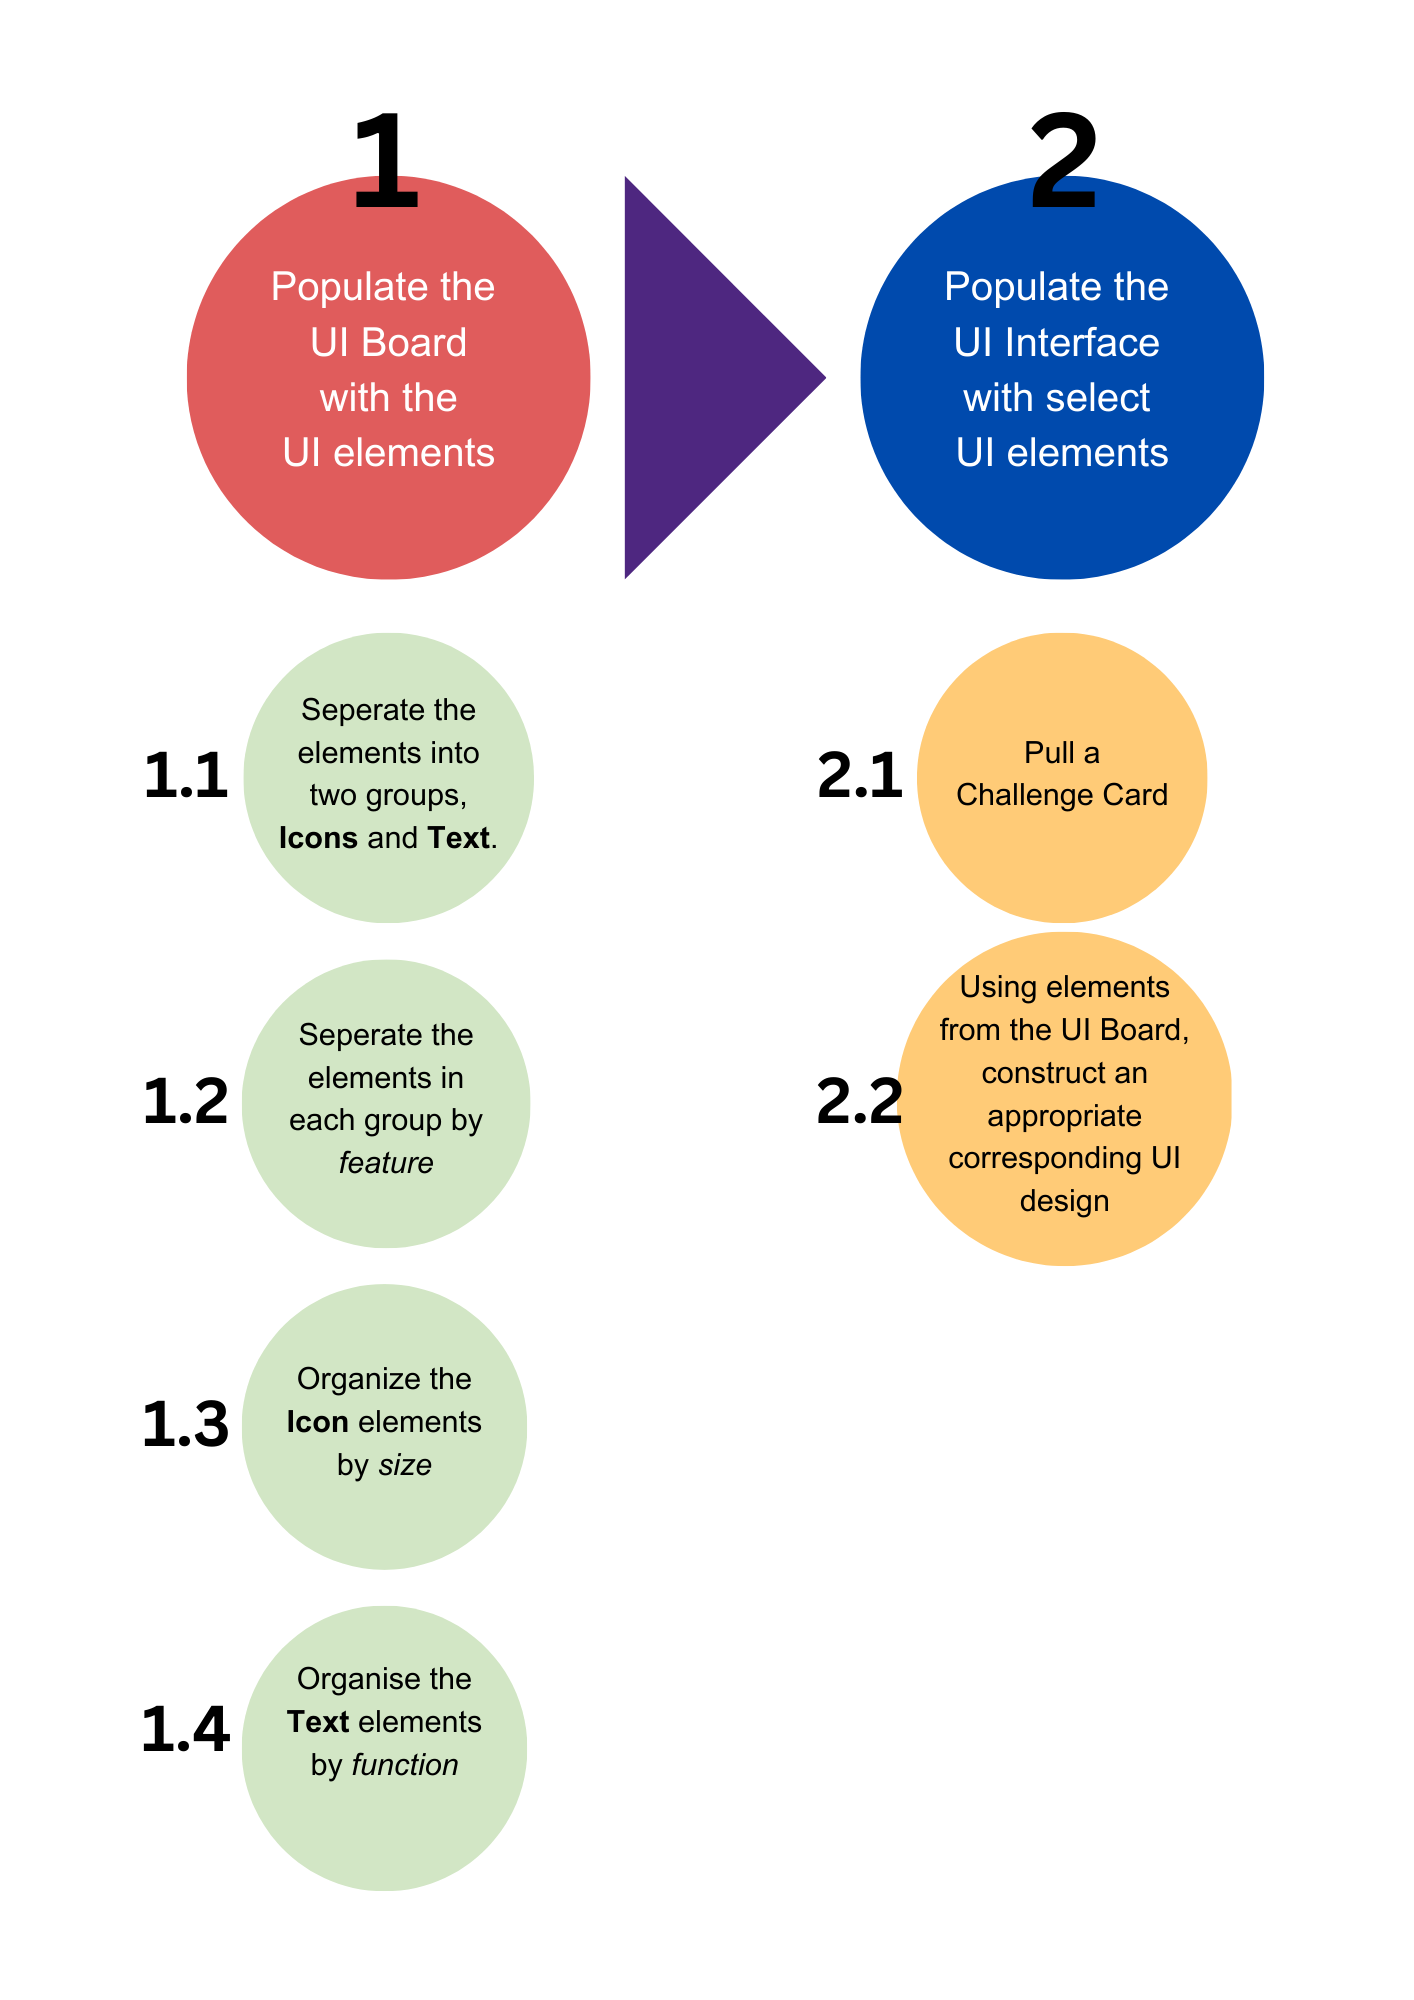 1
Populate the
UI Board
with the
UI elements
2
Populate the
UI Interface
with select
UI elements
1.1
Seperate the
elements into
two groups,
Icons and Text.
1.2
Seperate the
elements in
each group by
feature
1.3
Organize the
Icon elements
by size
1.4
Organise the
Text elements
by function
2.1
Pull a
Challenge Card
2.2
Using elements
from the UI Board,
construct an
appropriate
corresponding UI
design